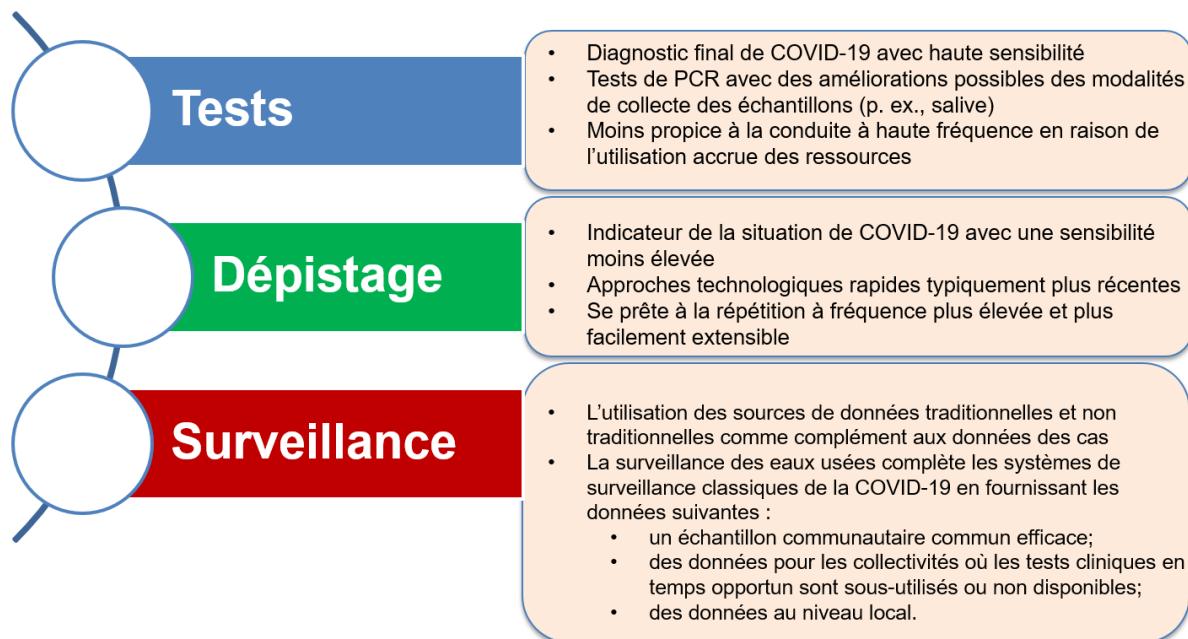 Tests
• Diagnostic final de COVID-19 avec haute sensibilité
• Tests de PCR avec des améliorations possibles des modalités
de collecte des échantillons (p. ex., salive)
• Moins propice à la conduite à haute fréquence en raison de
l’utilisation accrue des ressources
Dépistage
• Indicateur de la situation de COVID-19 avec une sensibilité
moins élevée
• Approches technologiques rapides typiquement plus récentes
• Se prête à la répétition à fréquence plus élevée et plus
facilement extensible
Surveillance
• L’utilisation des sources de données traditionnelles et non
traditionnelles comme complément aux données des cas
• La surveillance des eaux usées complète les systèmes de
surveillance classiques de la COVID-19 en fournissant les
données suivantes :
• un échantillon communautaire commun efficace;
• des données pour les collectivités où les tests cliniques en
temps opportun sont sous-utilisés ou non disponibles;
• des données au niveau local.